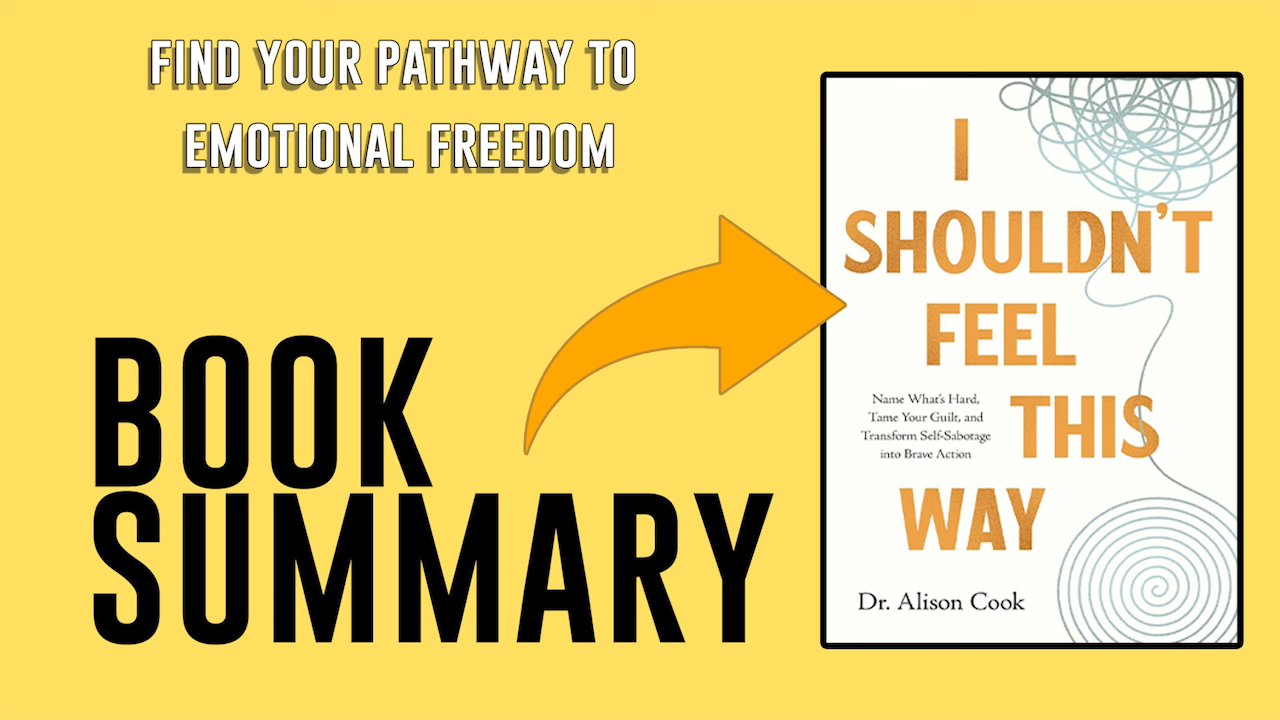 FIND YOUR PATHWAY TO
EMOTIONAL FREEDOM
BOOK
SUMMARY
I
SHOULDN'T
FEEL
THIS
WAY
Name What's Hard,
Tame Your Guilt, and
Transform Self-Sabotage
into Brave Action
Dr. Alison Cook